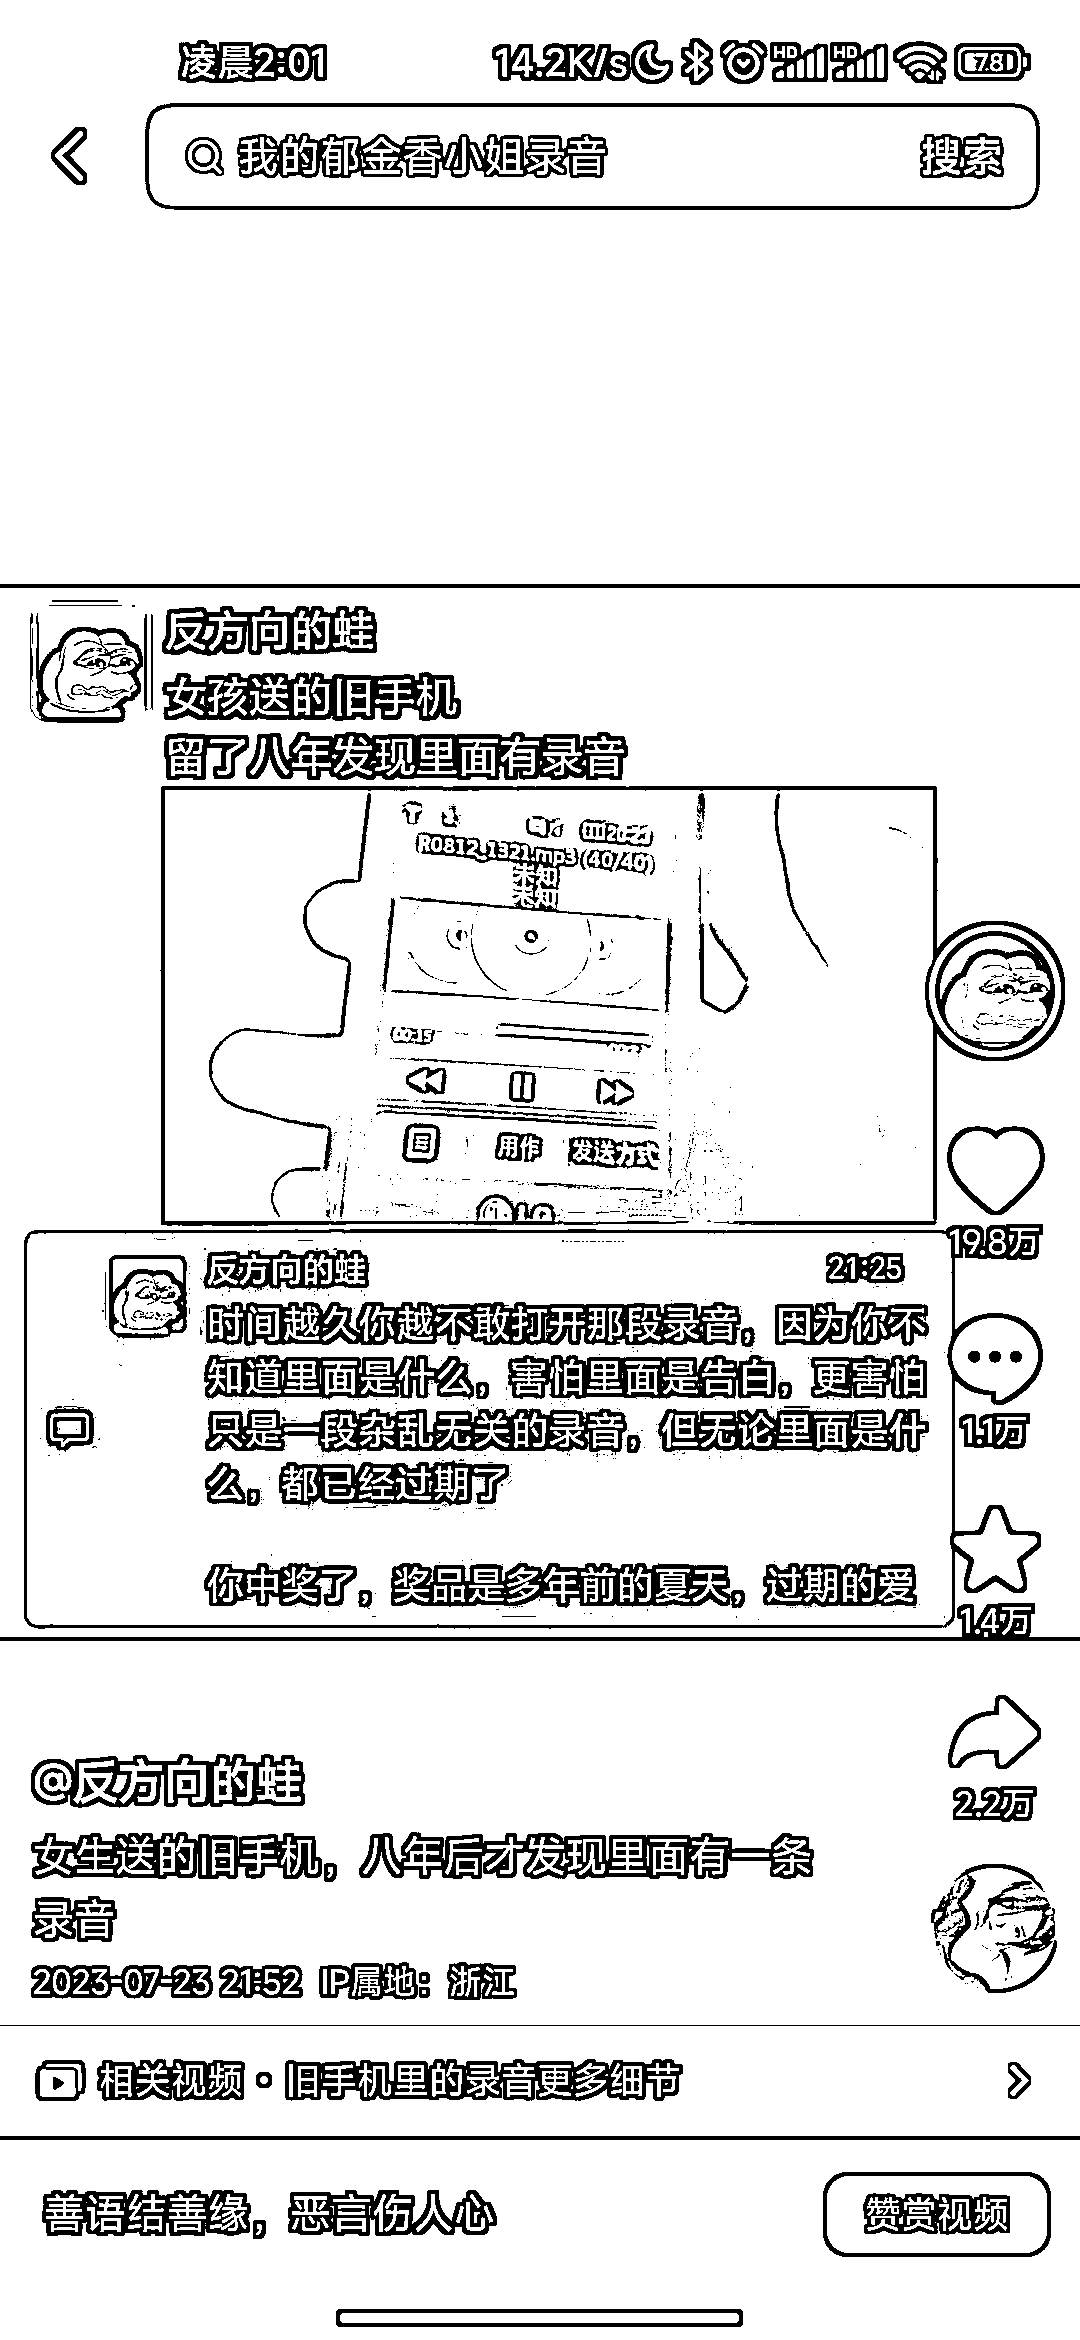 凌晨2:01 14.2K/s HD HD 78
我的郁金香小姐录音 搜索
反方向的蛙
女孩送的旧手机
留了八年发现里面有录音
R0812_1321.mp3 (40/40)
未知
未知
00:15
用作 发送方式
19.8万
反方向的蛙 21:25
时间越久你越不敢打开那段录音，因为你不
知道里面是什么，害怕里面是告白，更害怕
只是一段杂乱无关的录音，但无论里面是什
么，都已经过期了
1.1万
你中奖了，奖品是多年前的夏天，过期的爱
1.4万
@反方向的蛙
2.2万
女生送的旧手机，八年后才发现里面有一条
录音
2023-07-23 21:52 IP属地：浙江
相关视频 · 旧手机里的录音更多细节
善语结善缘，恶言伤人心
赞赏视频